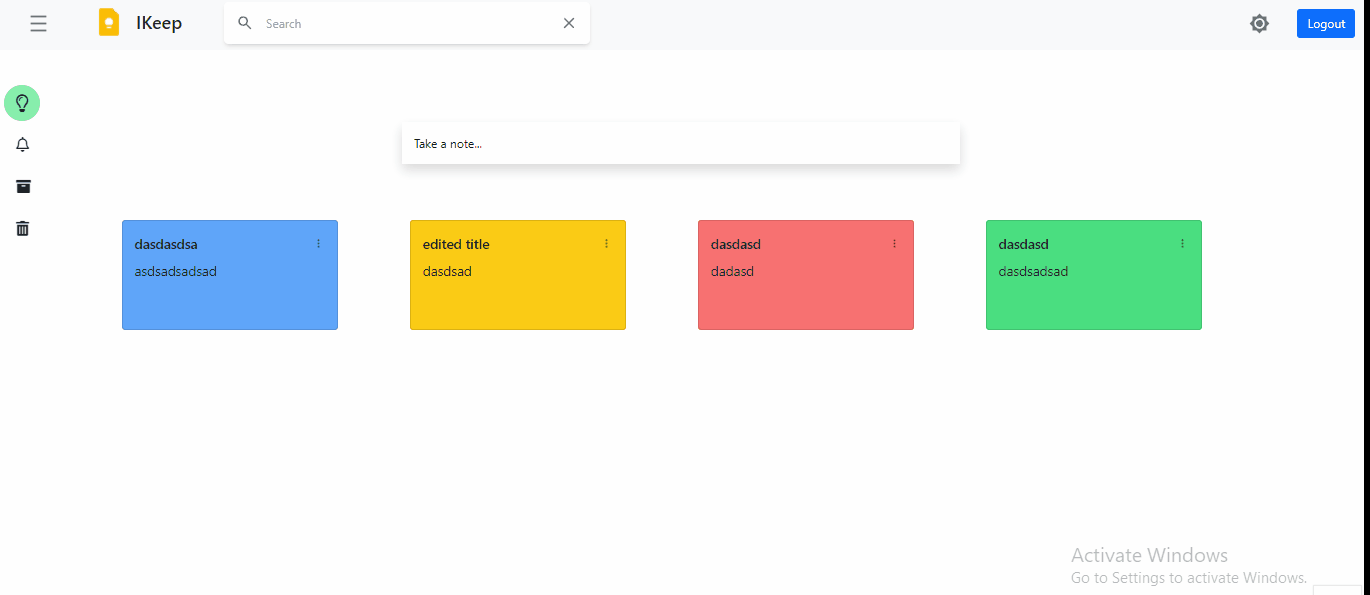 IKeep
Search
Logout
Take a note...
dasdasdsa
asdsadsadsad
edited title
dasdsad
dasdasd
dadasd
dasdasd
dasdsadsad
Activate Windows
Go to Settings to activate Windows.